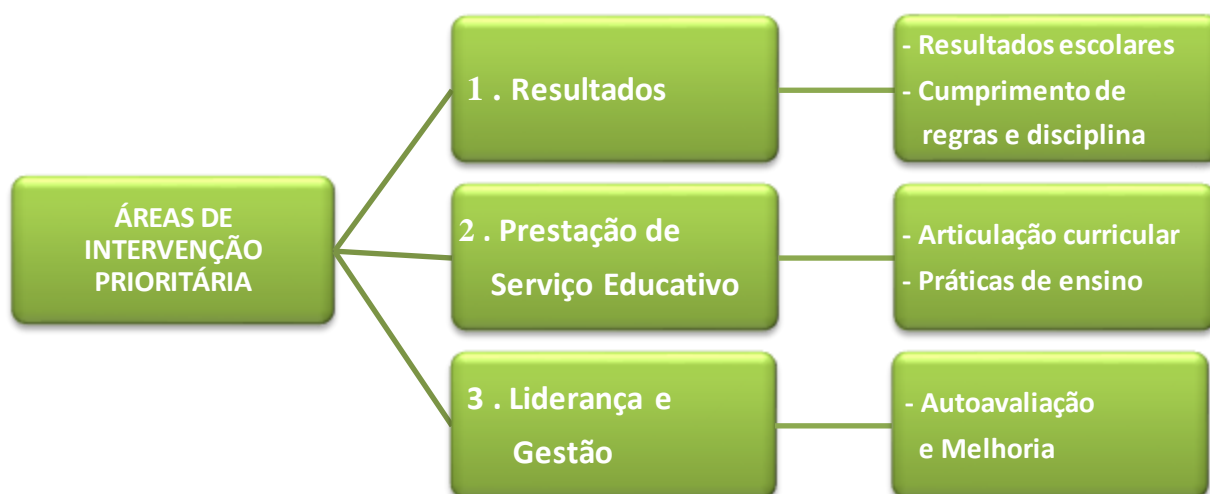 ÁREAS DE
INTERVENÇÃO
PRIORITÁRIA
1 . Resultados
- Resultados escolares
- Cumprimento de
regras e disciplina
2 . Prestação de
Serviço Educativo
- Articulação curricular
- Práticas de ensino
3 . Liderança e
Gestão
- Autoavaliação
e Melhoria